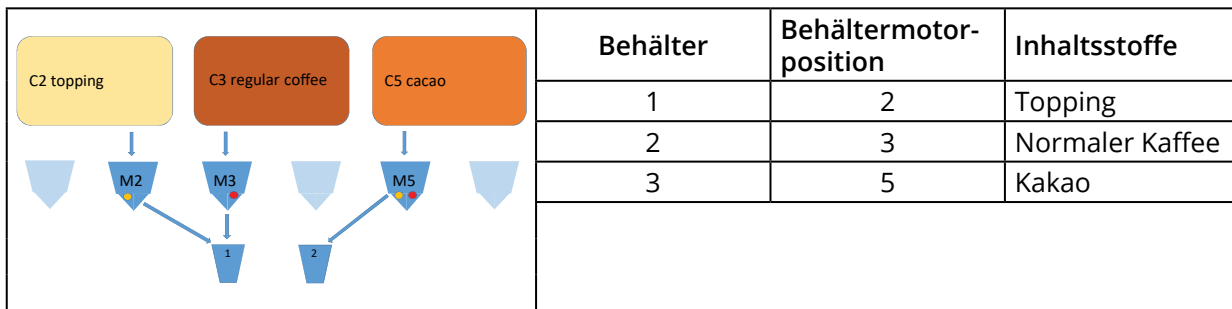 C2 topping
C3 regular coffee
C5 cacao
M2
M3
M5
1
2
Behälter
Behältermotor-
position
Inhaltsstoffe
1
2
Topping
2
3
Normaler Kaffee
3
5
Kakao